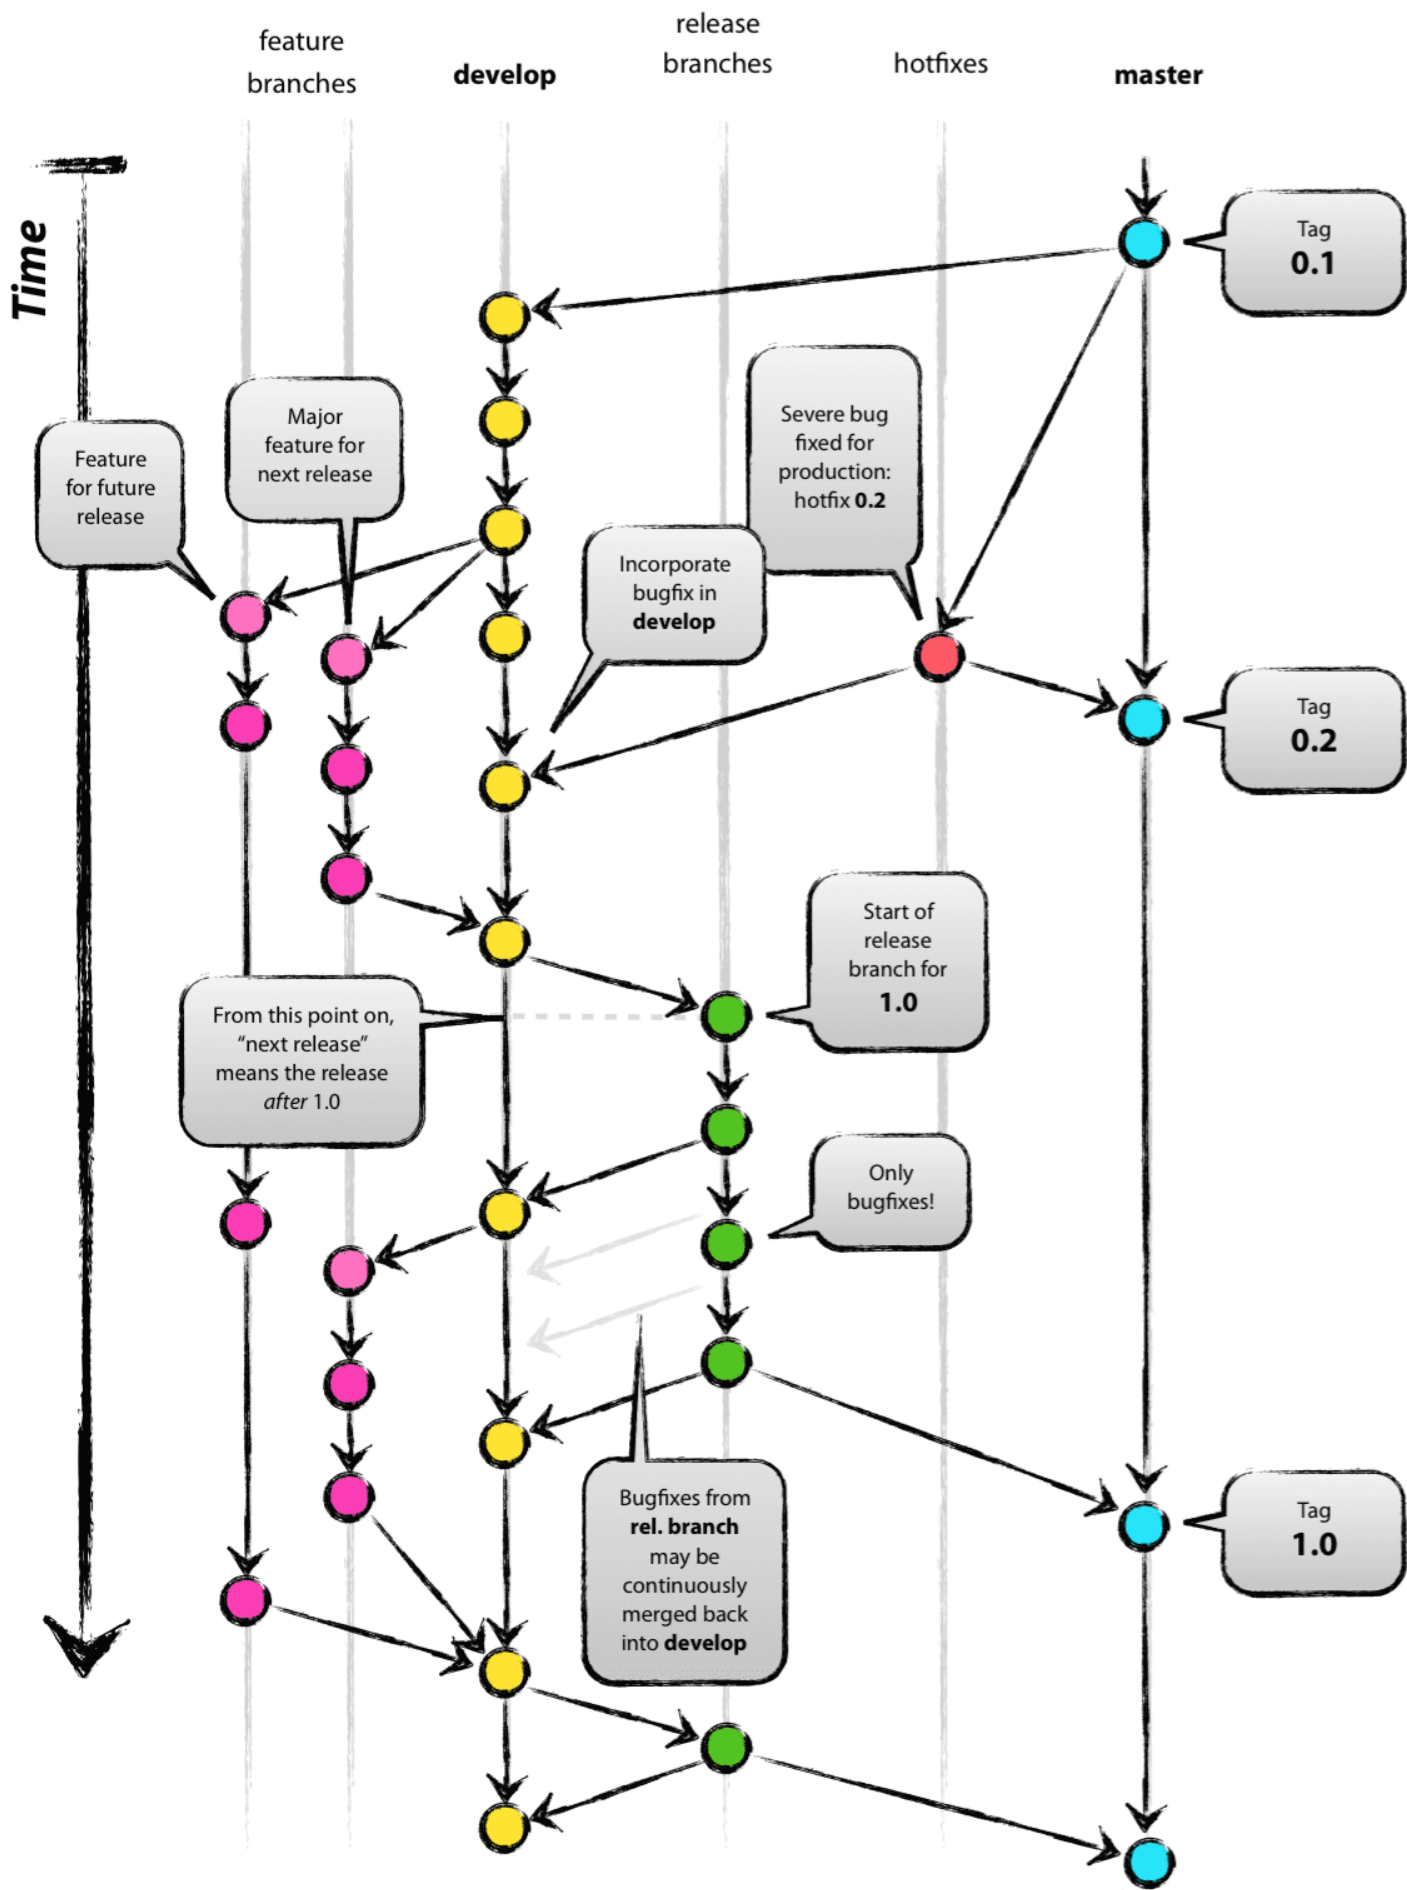 feature
branches
develop
release
branches
hotfixes
master
Time
Tag
0.1
Major
feature for
next release
Feature
for future
release
Severe bug
fixed for
production:
hotfix 0.2
Incorporate
bugfix in
develop
Tag
0.2
Start of
release
branch for
1.0
From this point on,
“next release”
means the release
after 1.0
Only
bugfixes!
Bugfixes from
rel. branch
may be
continuously
merged back
into develop
Tag
1.0